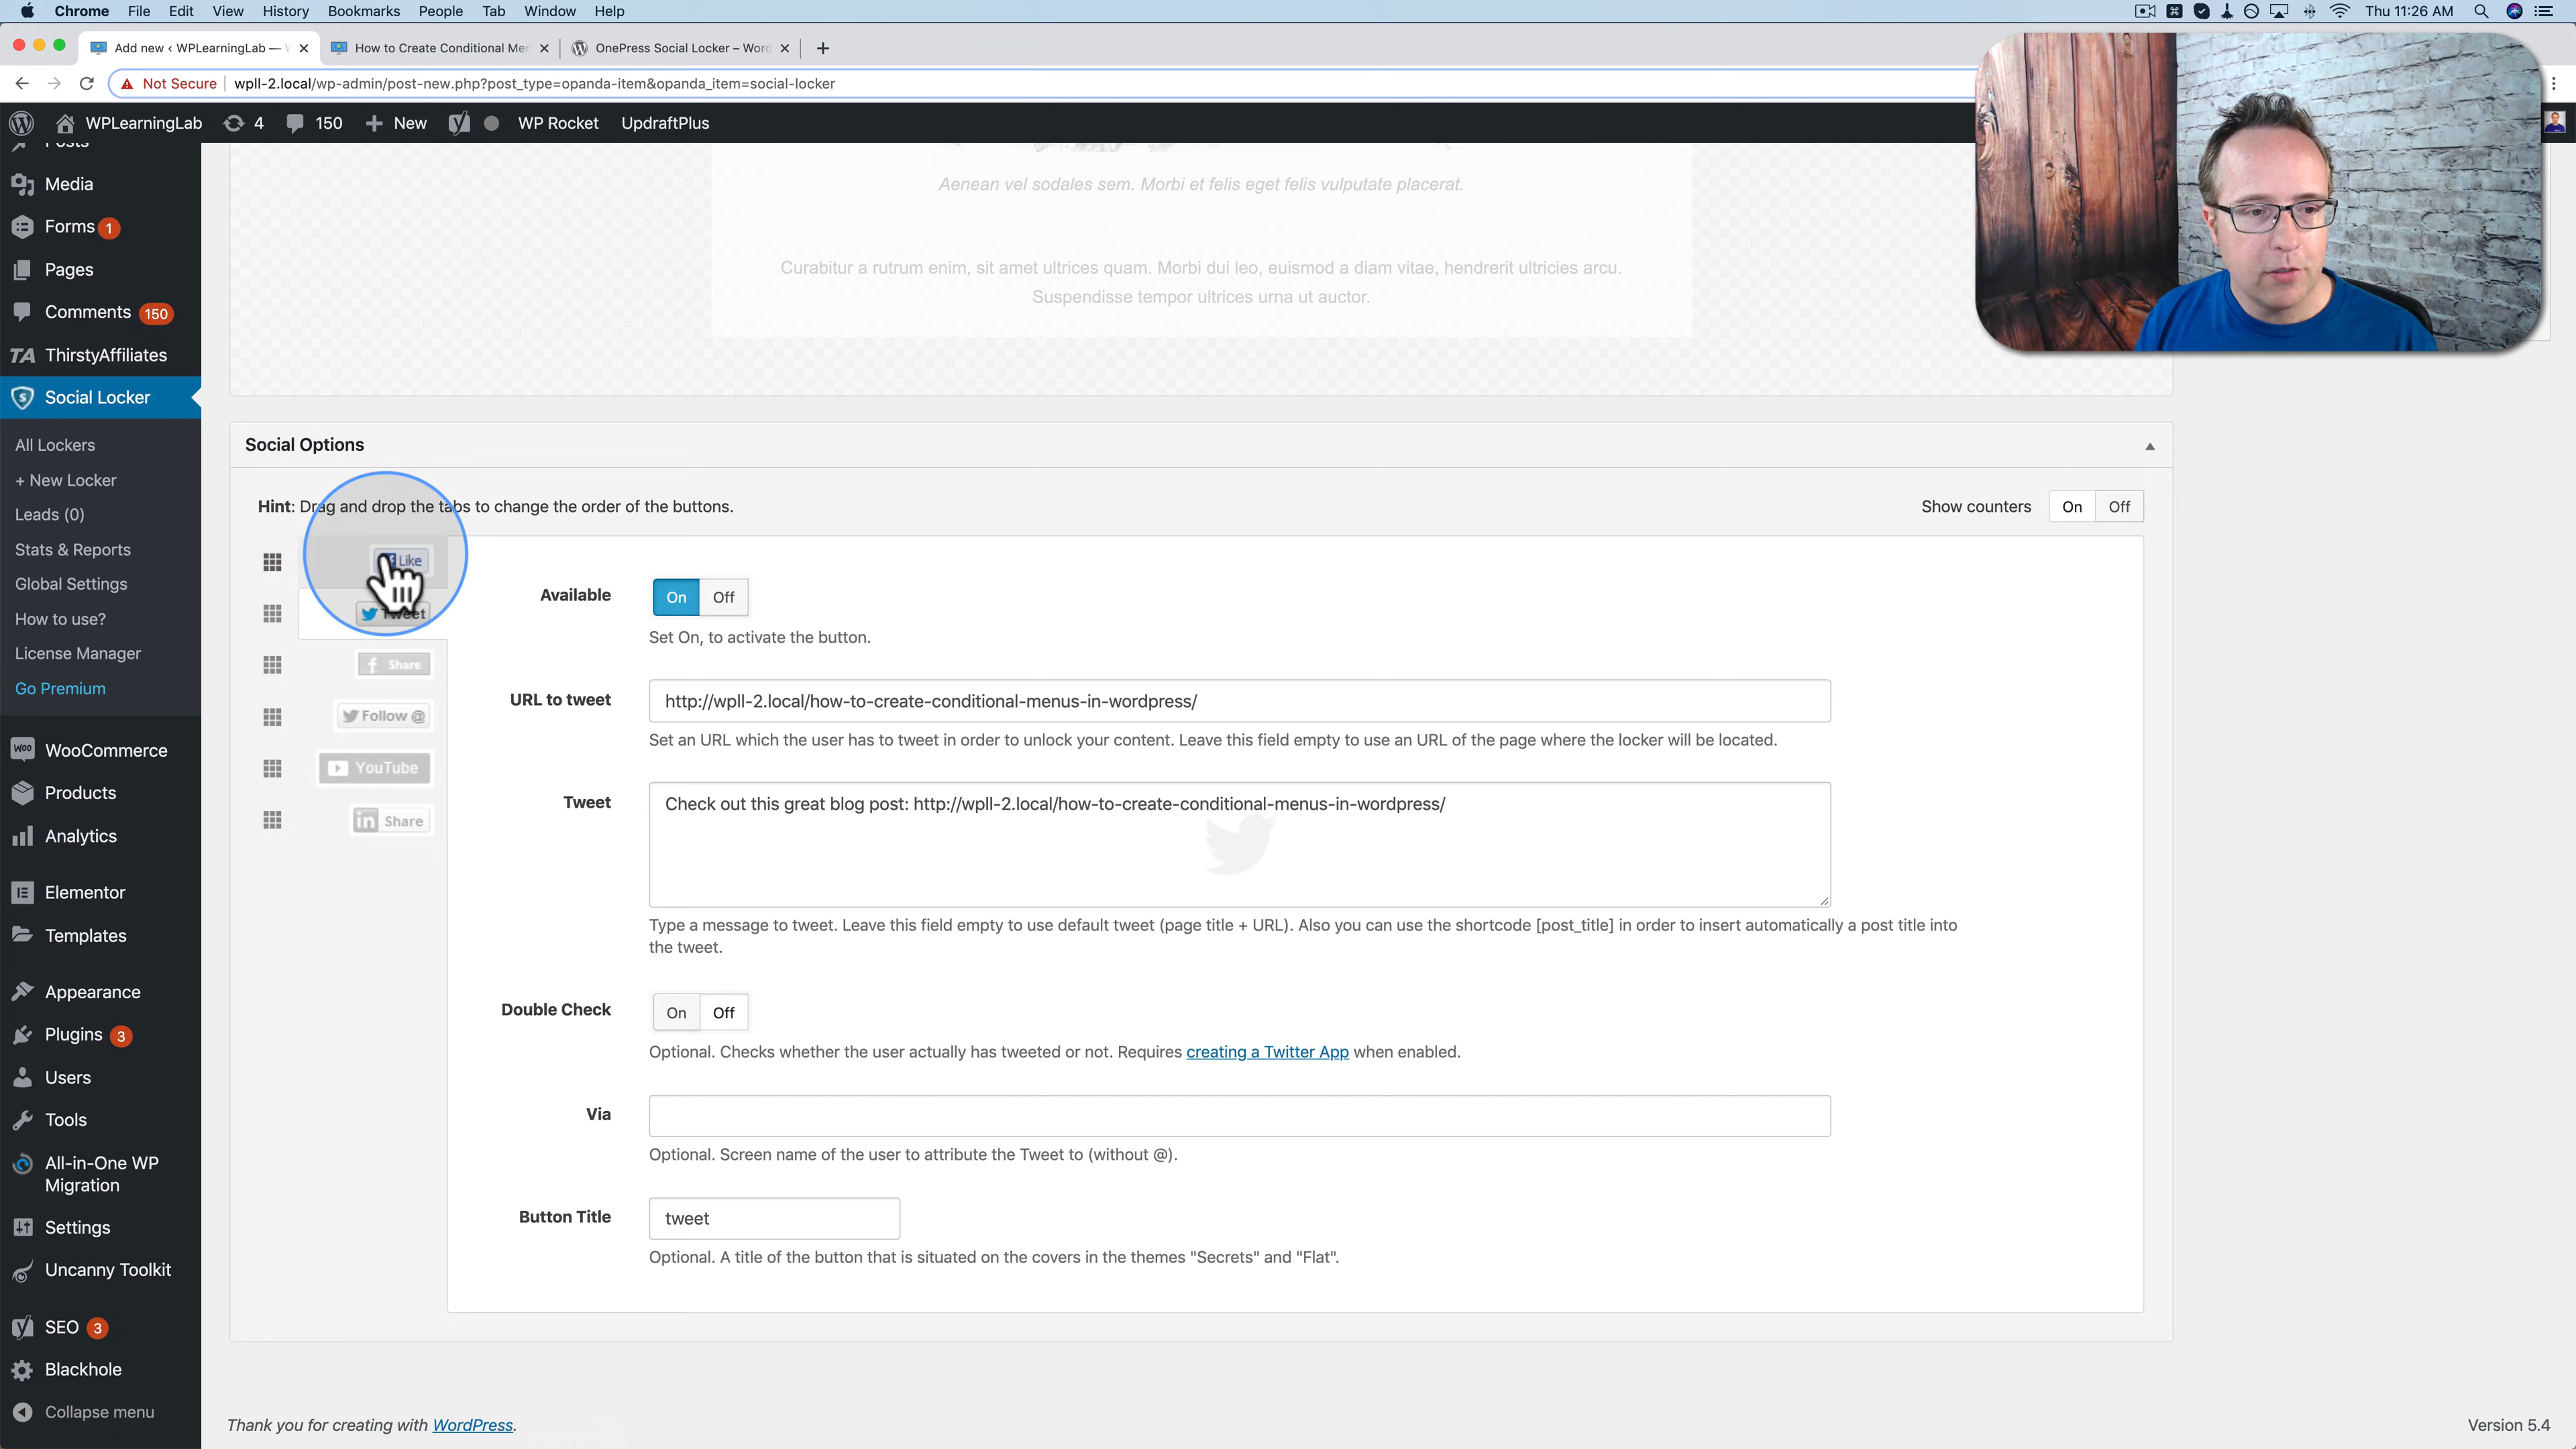 Chrome File Edit View History Bookmarks People Tab Window Help
Thu 11:26 AM
Add new ‹ WPLearningLab —
How to Create Conditional Men
OnePress Social Locker – Word
Not Secure
wpll-2.local/wp-admin/post-new.php?post_type=opanda-item&opanda_item=social-locker
WPLearningLab 4 150 New WP Rocket UpdraftPlus
Posts
Media
Forms 1
Pages
Comments 150
ThirstyAffiliates
Social Locker
All Lockers
+ New Locker
Leads (0)
Stats & Reports
Global Settings
How to use?
License Manager
Go Premium
WooCommerce
Products
Analytics
Elementor
Templates
Appearance
Plugins 3
Users
Tools
All-in-One WP
Migration
Settings
Uncanny Toolkit
SEO 3
Blackhole
Collapse menu
Aenean vel sodales sem. Morbi et felis eget felis vulputate placerat.
Curabitur a rutrum enim, sit amet ultrices quam. Morbi dui leo, euismod a diam vitae, hendrerit ultricies arcu.
Suspendisse tempor ultrices urna ut auctor.
Social Options
Hint: Drag and drop the tabs to change the order of the buttons.
Show counters On Off
Like
Tweet
Share
Follow @
YouTube
Share
Available On Off
Set On, to activate the button.
URL to tweet http://wpll-2.local/how-to-create-conditional-menus-in-wordpress/
Set an URL which the user has to tweet in order to unlock your content. Leave this field empty to use an URL of the page where the locker will be located.
Tweet Check out this great blog post: http://wpll-2.local/how-to-create-conditional-menus-in-wordpress/
Type a message to tweet. Leave this field empty to use default tweet (page title + URL). Also you can use the shortcode [post_title] in order to insert automatically a post title into
the tweet.
Double Check On Off
Optional. Checks whether the user actually has tweeted or not. Requires creating a Twitter App when enabled.
Via
Optional. Screen name of the user to attribute the Tweet to (without @).
Button Title tweet
Optional. A title of the button that is situated on the covers in the themes "Secrets" and "Flat".
Thank you for creating with WordPress.
Version 5.4